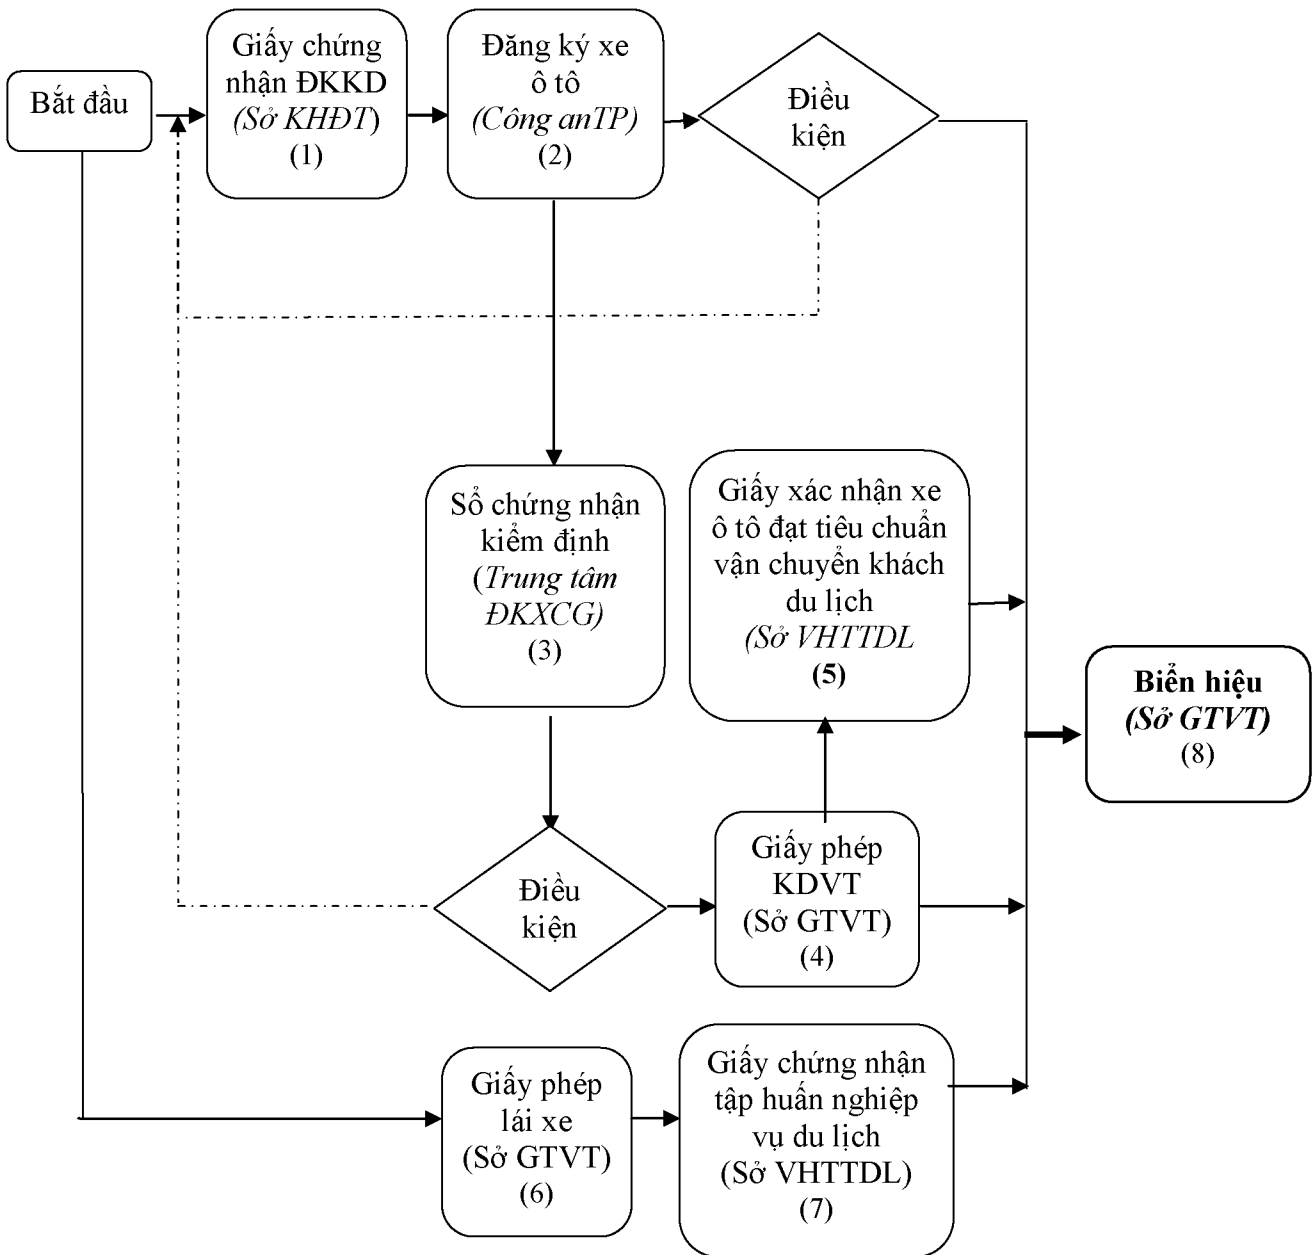 Bắt đầu
Giấy chứng
nhận ĐKKD
(Sở KHĐT)
(1)
Đăng ký xe
ô tô
(Công anTP)
(2)
Điều
kiện
Sổ chứng nhận
kiểm định
(Trung tâm
ĐKXCG)
(3)
Giấy xác nhận xe
ô tô đạt tiêu chuẩn
vận chuyển khách
du lịch
(Sở VHTTDL
(5)
Biển hiệu
(Sở GTVT)
(8)
Điều
kiện
Giấy phép
KDVT
(Sở GTVT)
(4)
Giấy phép
lái xe
(Sở GTVT)
(6)
Giấy chứng nhận
tập huấn nghiệp
vụ du lịch
(Sở VHTTDL)
(7)